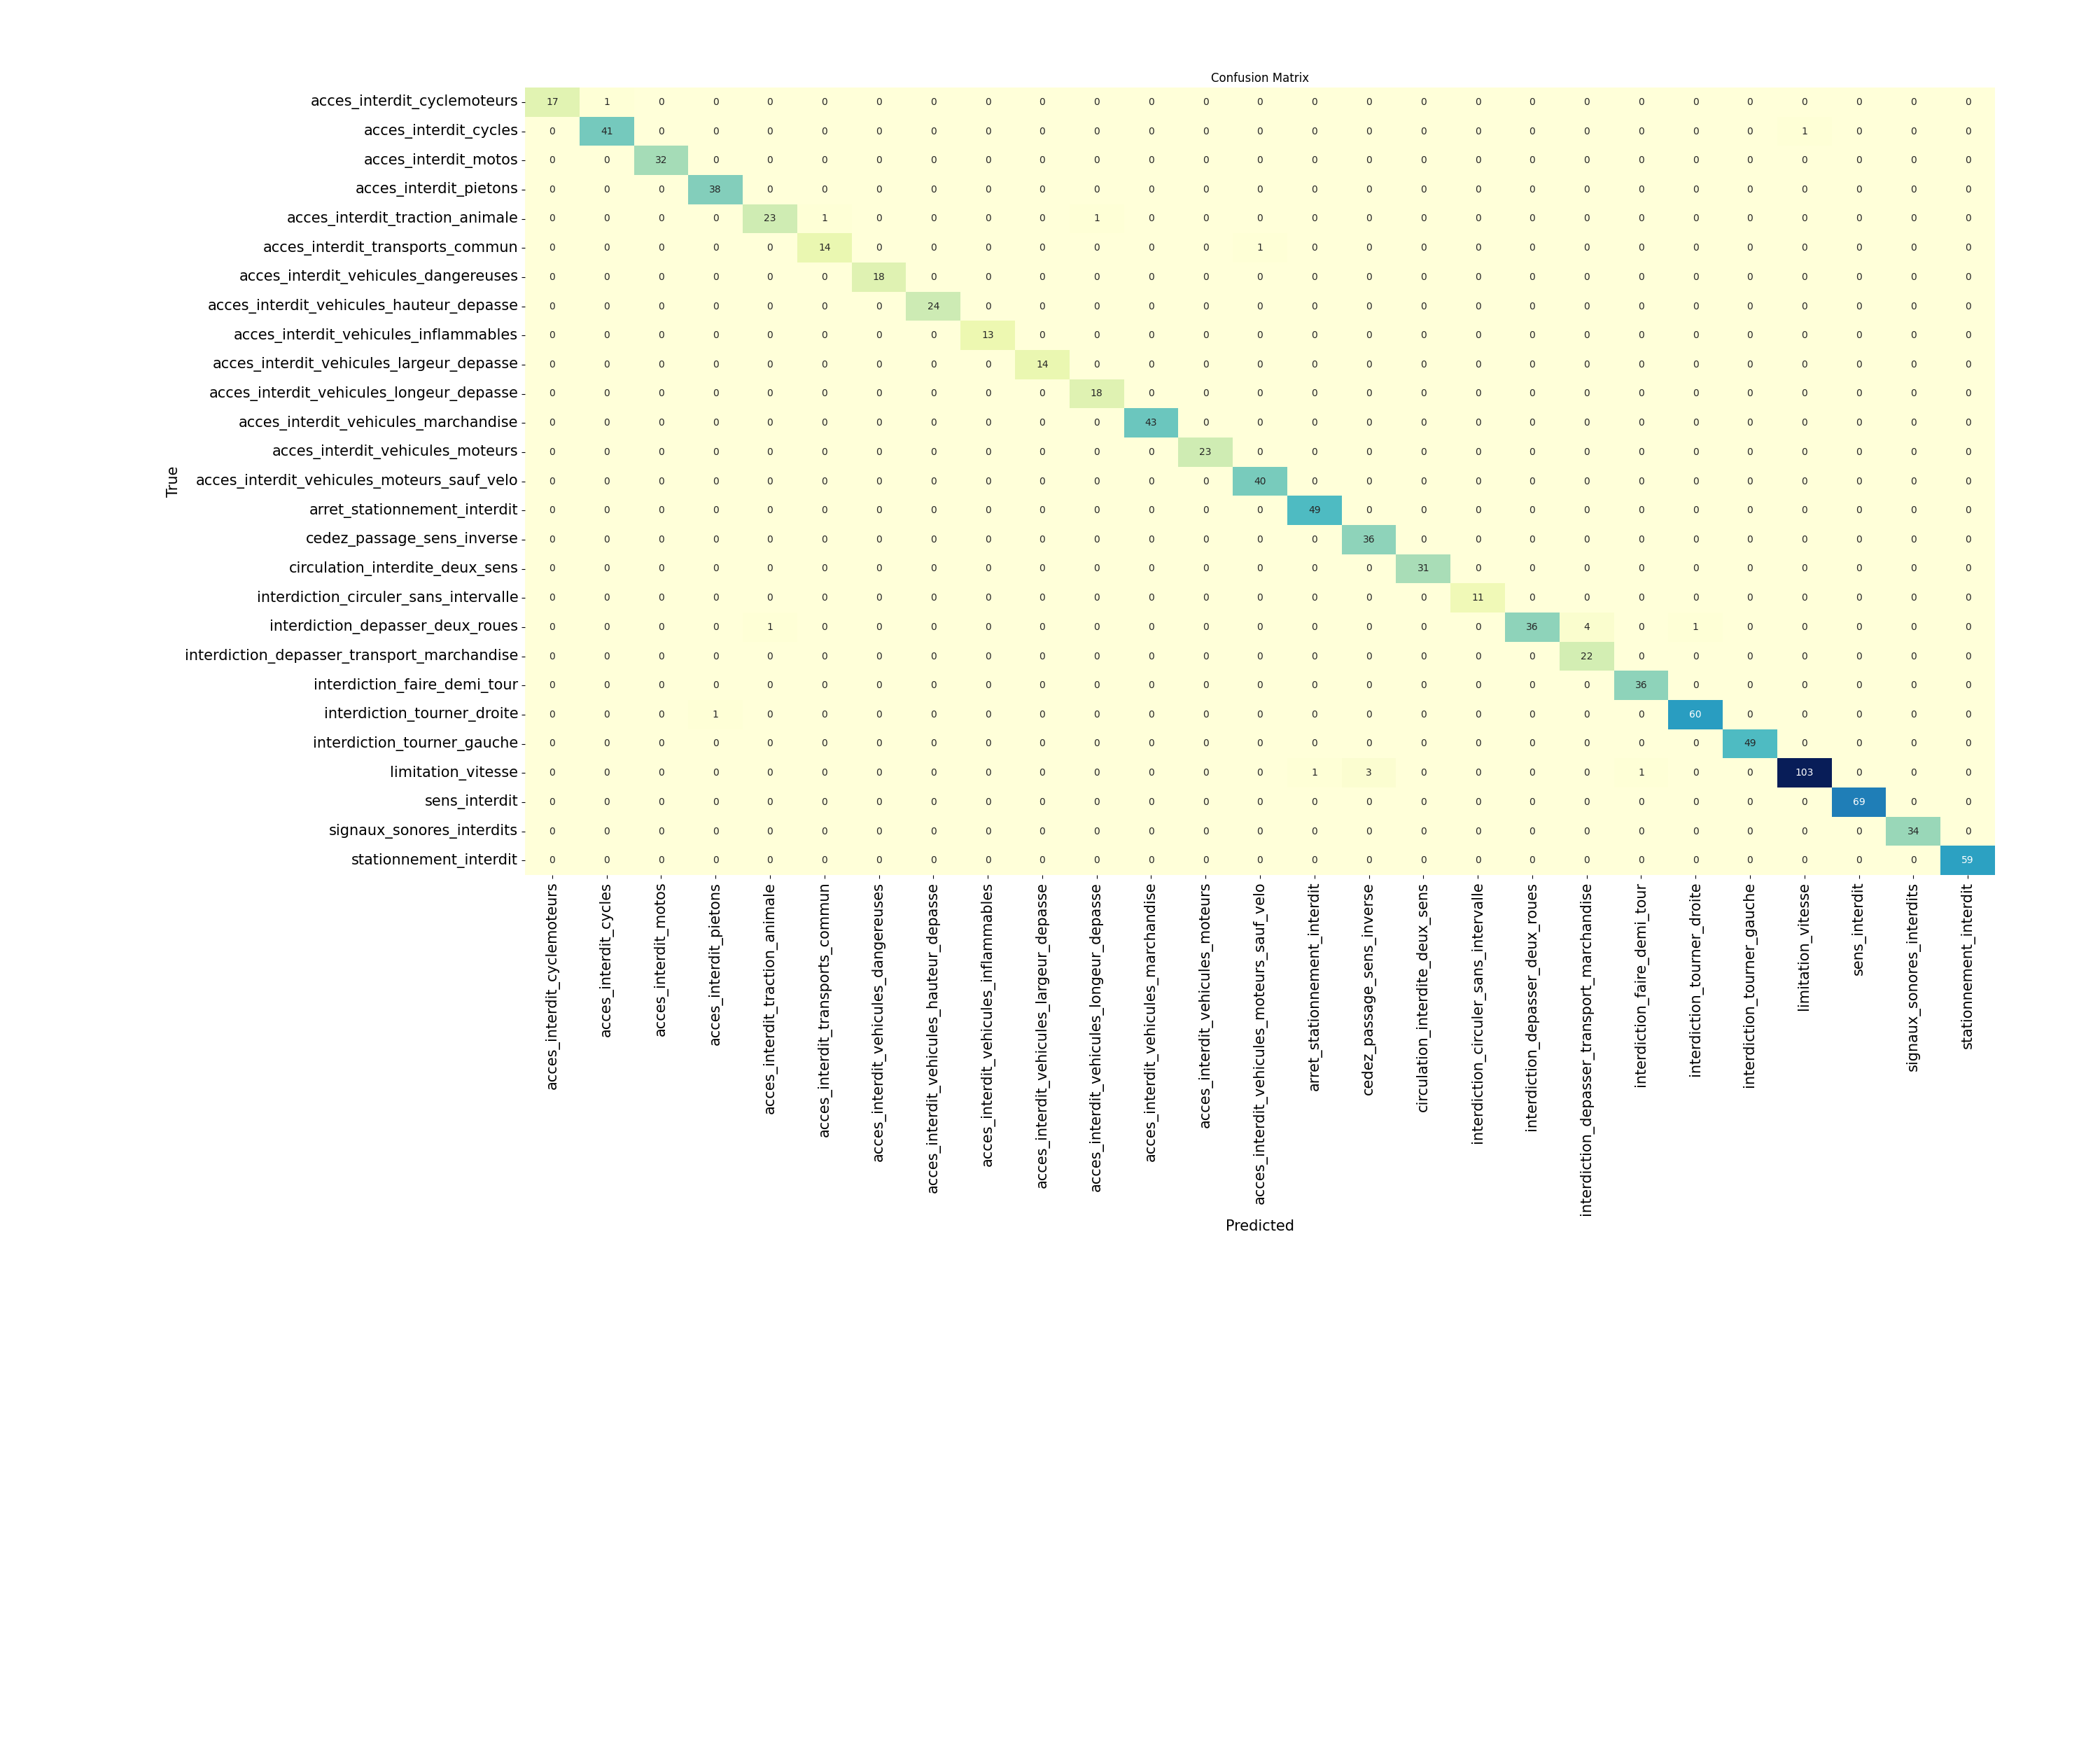 Confusion Matrix
True
acces_interdit_cyclemoteurs 17 1 0 0 0 0 0 0 0 0 0 0 0 0 0 0 0 0 0 0 0 0 0 0 0 0 0
acces_interdit_cycles 0 41 0 0 0 0 0 0 0 0 0 0 0 0 0 0 0 0 0 0 0 0 0 1 0 0 0
acces_interdit_motos 0 0 32 0 0 0 0 0 0 0 0 0 0 0 0 0 0 0 0 0 0 0 0 0 0 0 0
acces_interdit_pietons 0 0 0 38 0 0 0 0 0 0 0 0 0 0 0 0 0 0 0 0 0 0 0 0 0 0 0
acces_interdit_traction_animale 0 0 0 0 23 1 0 0 0 0 1 0 0 0 0 0 0 0 0 0 0 0 0 0 0 0 0
acces_interdit_transports_commun 0 0 0 0 0 14 0 0 0 0 0 0 0 1 0 0 0 0 0 0 0 0 0 0 0 0 0
acces_interdit_vehicules_dangereuses 0 0 0 0 0 0 18 0 0 0 0 0 0 0 0 0 0 0 0 0 0 0 0 0 0 0 0
acces_interdit_vehicules_hauteur_depasse 0 0 0 0 0 0 0 24 0 0 0 0 0 0 0 0 0 0 0 0 0 0 0 0 0 0 0
acces_interdit_vehicules_inflammables 0 0 0 0 0 0 0 0 13 0 0 0 0 0 0 0 0 0 0 0 0 0 0 0 0 0 0
acces_interdit_vehicules_largeur_depasse 0 0 0 0 0 0 0 0 0 14 0 0 0 0 0 0 0 0 0 0 0 0 0 0 0 0 0
acces_interdit_vehicules_longeur_depasse 0 0 0 0 0 0 0 0 0 0 18 0 0 0 0 0 0 0 0 0 0 0 0 0 0 0 0
acces_interdit_vehicules_marchandise 0 0 0 0 0 0 0 0 0 0 0 43 0 0 0 0 0 0 0 0 0 0 0 0 0 0 0
acces_interdit_vehicules_moteurs 0 0 0 0 0 0 0 0 0 0 0 0 23 0 0 0 0 0 0 0 0 0 0 0 0 0 0
acces_interdit_vehicules_moteurs_sauf_velo 0 0 0 0 0 0 0 0 0 0 0 0 0 40 0 0 0 0 0 0 0 0 0 0 0 0 0
arret_stationnement_interdit 0 0 0 0 0 0 0 0 0 0 0 0 0 0 49 0 0 0 0 0 0 0 0 0 0 0 0
cedez_passage_sens_inverse 0 0 0 0 0 0 0 0 0 0 0 0 0 0 0 36 0 0 0 0 0 0 0 0 0 0 0
circulation_interdite_deux_sens 0 0 0 0 0 0 0 0 0 0 0 0 0 0 0 0 31 0 0 0 0 0 0 0 0 0 0
interdiction_circuler_sans_intervalle 0 0 0 0 0 0 0 0 0 0 0 0 0 0 0 0 0 11 0 0 0 0 0 0 0 0 0
interdiction_depasser_deux_roues 0 0 0 0 1 0 0 0 0 0 0 0 0 0 0 0 0 0 36 4 0 1 0 0 0 0 0
interdiction_depasser_transport_marchandise 0 0 0 0 0 0 0 0 0 0 0 0 0 0 0 0 0 0 0 22 0 0 0 0 0 0 0
interdiction_faire_demi_tour 0 0 0 0 0 0 0 0 0 0 0 0 0 0 0 0 0 0 0 0 36 0 0 0 0 0 0
interdiction_tourner_droite 0 0 0 1 0 0 0 0 0 0 0 0 0 0 0 0 0 0 0 0 0 60 0 0 0 0 0
interdiction_tourner_gauche 0 0 0 0 0 0 0 0 0 0 0 0 0 0 0 0 0 0 0 0 0 0 49 0 0 0 0
limitation_vitesse 0 0 0 0 0 0 0 0 0 0 0 0 0 0 1 3 0 0 0 0 1 0 0 103 0 0 0
sens_interdit 0 0 0 0 0 0 0 0 0 0 0 0 0 0 0 0 0 0 0 0 0 0 0 0 69 0 0
signaux_sonores_interdits 0 0 0 0 0 0 0 0 0 0 0 0 0 0 0 0 0 0 0 0 0 0 0 0 0 34 0
stationnement_interdit 0 0 0 0 0 0 0 0 0 0 0 0 0 0 0 0 0 0 0 0 0 0 0 0 0 0 59
acces_interdit_cyclemoteurs
acces_interdit_cycles
acces_interdit_motos
acces_interdit_pietons
acces_interdit_traction_animale
acces_interdit_transports_commun
acces_interdit_vehicules_dangereuses
acces_interdit_vehicules_hauteur_depasse
acces_interdit_vehicules_inflammables
acces_interdit_vehicules_largeur_depasse
acces_interdit_vehicules_longeur_depasse
acces_interdit_vehicules_marchandise
acces_interdit_vehicules_moteurs
acces_interdit_vehicules_moteurs_sauf_velo
arret_stationnement_interdit
cedez_passage_sens_inverse
circulation_interdite_deux_sens
interdiction_circuler_sans_intervalle
interdiction_depasser_deux_roues
interdiction_depasser_transport_marchandise
interdiction_faire_demi_tour
interdiction_tourner_droite
interdiction_tourner_gauche
limitation_vitesse
sens_interdit
signaux_sonores_interdits
stationnement_interdit
Predicted